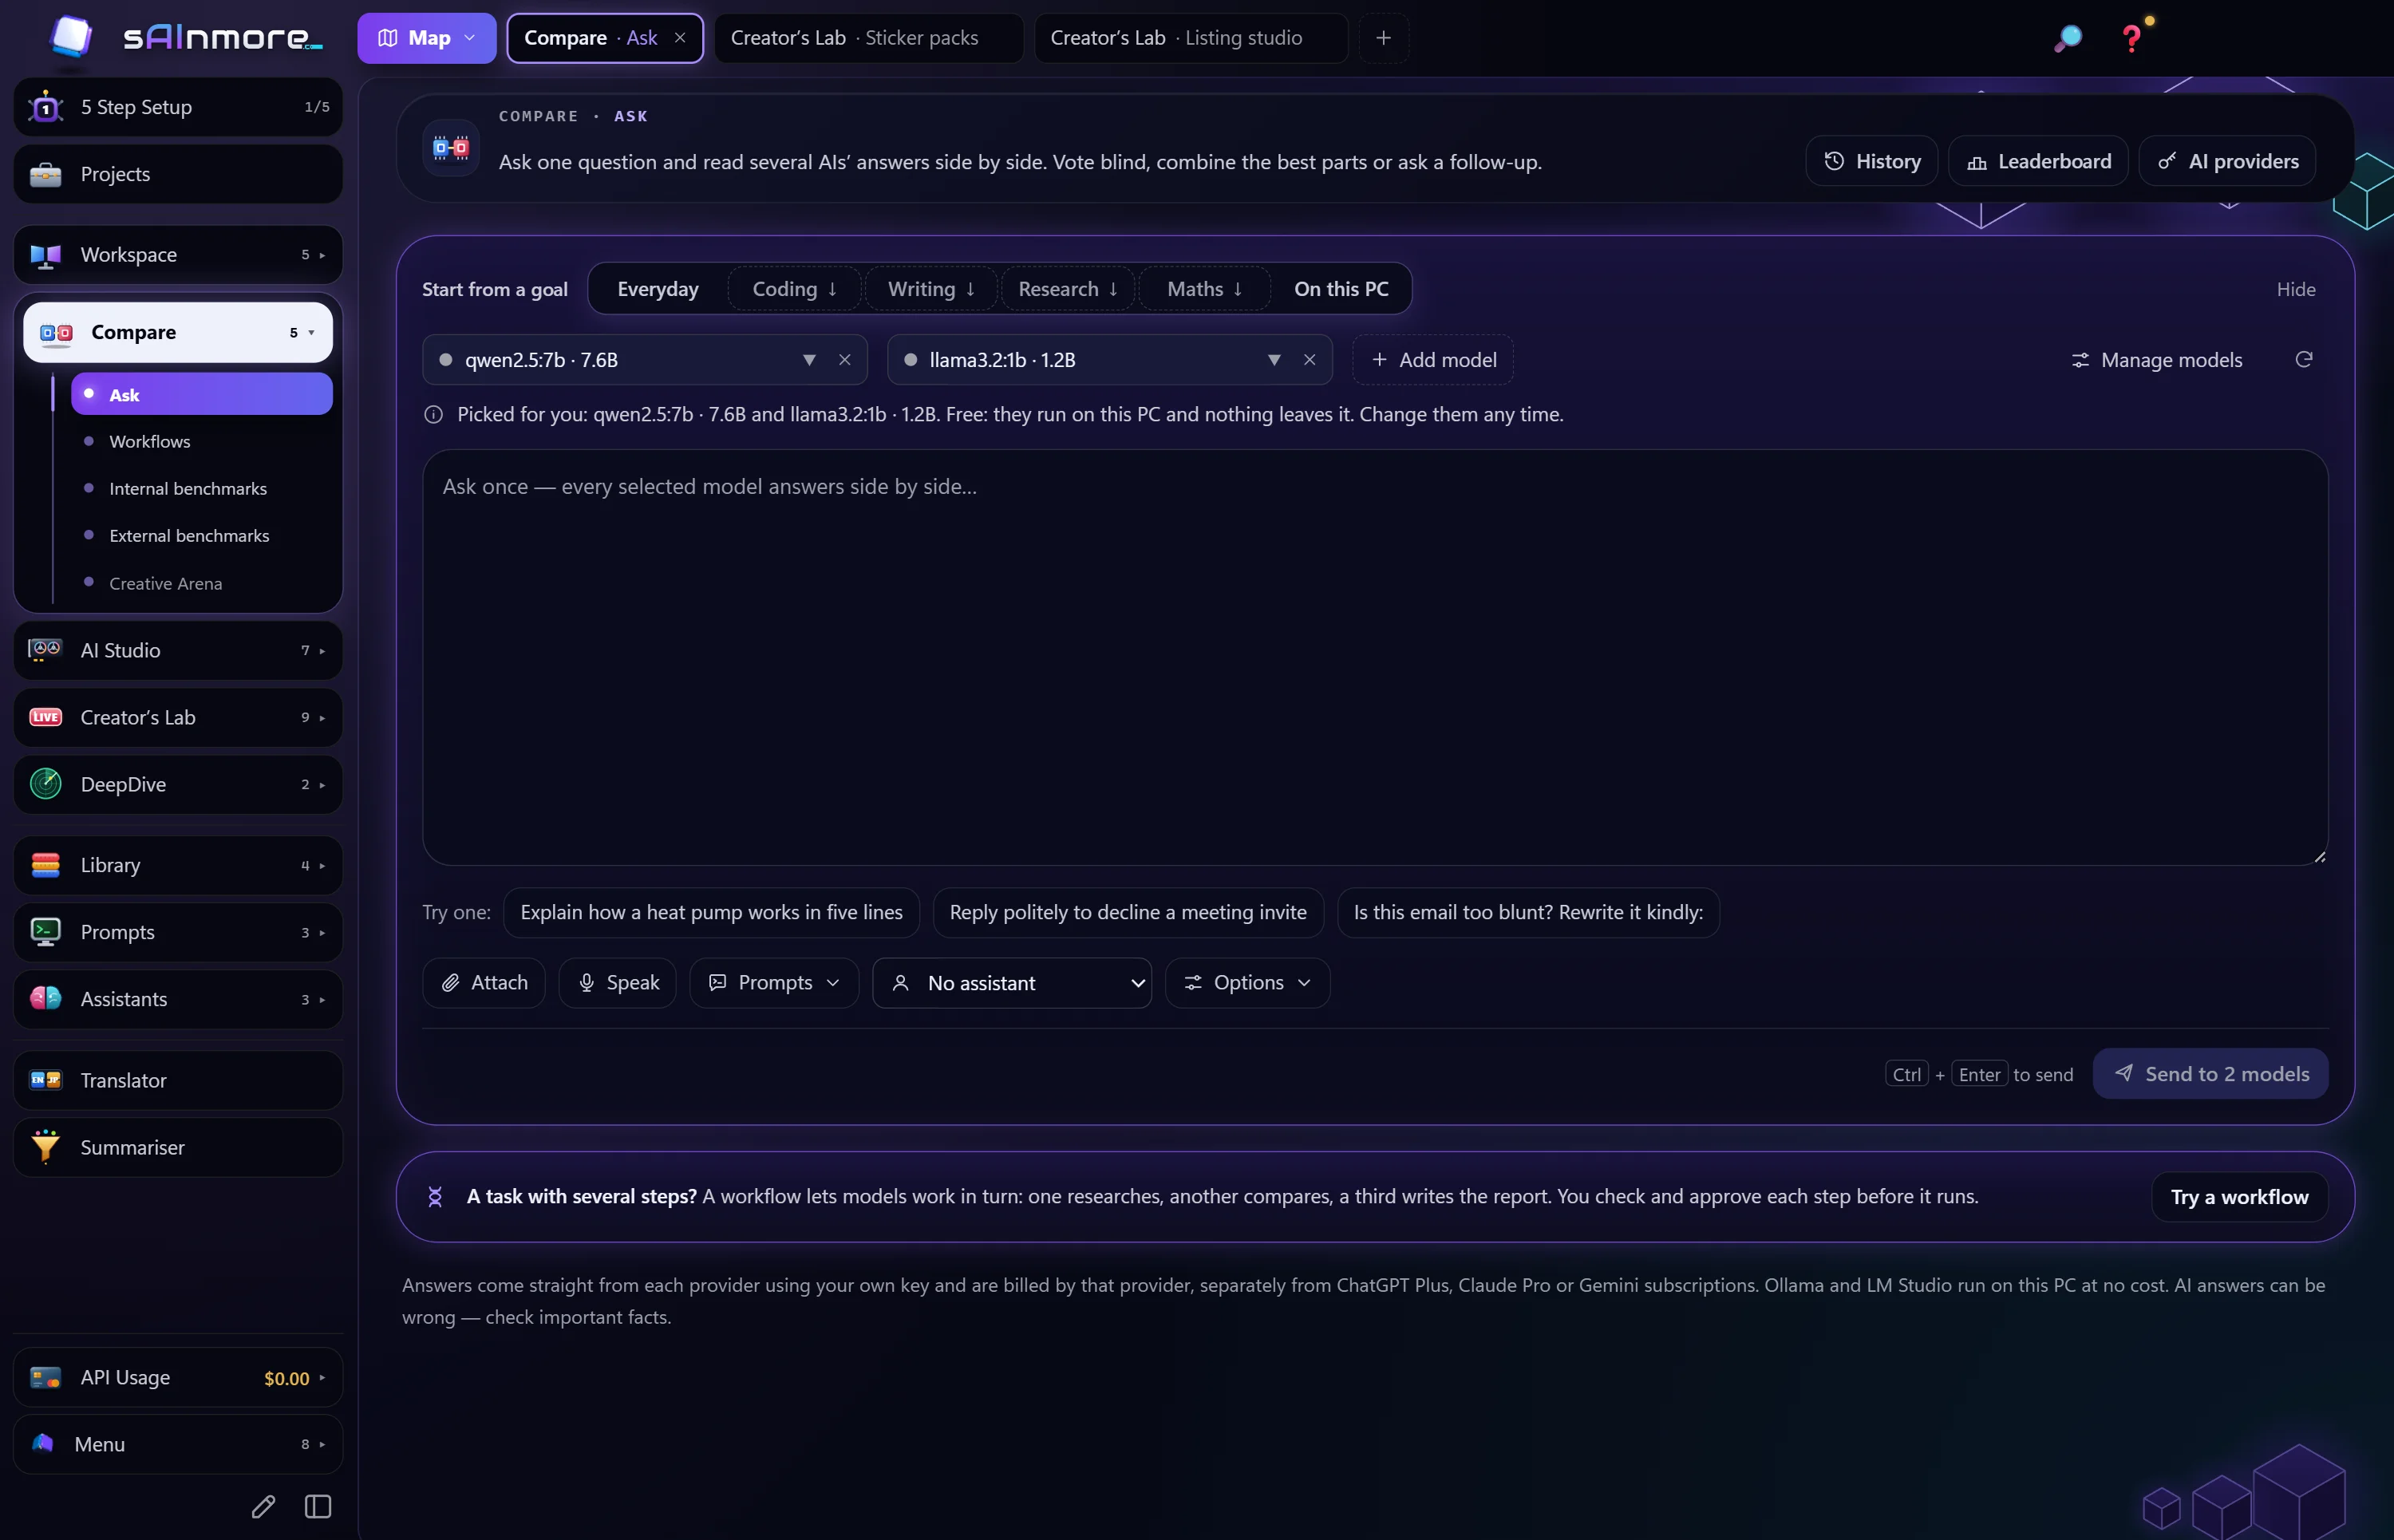 sAInmore.com
Map
Compare · Ask
Creator's Lab · Sticker packs
Creator's Lab · Listing studio
5 Step Setup 1/5
Projects
Workspace 5
Compare 5
Ask
Workflows
Internal benchmarks
External benchmarks
Creative Arena
AI Studio 7
LIVE Creator's Lab 9
DeepDive 2
Library 4
Prompts 3
Assistants 3
EN JP Translator
Summariser
API Usage $0.00
Menu 8
COMPARE · ASK
Ask one question and read several AIs' answers side by side. Vote blind, combine the best parts or ask a follow-up.
History
Leaderboard
AI providers
Start from a goal
Everyday
Coding ↓
Writing ↓
Research ↓
Maths ↓
On this PC
Hide
qwen2.5:7b · 7.6B
llama3.2:1b · 1.2B
+ Add model
Manage models
Picked for you: qwen2.5:7b · 7.6B and llama3.2:1b · 1.2B. Free: they run on this PC and nothing leaves it. Change them any time.
Ask once — every selected model answers side by side...
Try one:
Explain how a heat pump works in five lines
Reply politely to decline a meeting invite
Is this email too blunt? Rewrite it kindly:
Attach
Speak
Prompts
No assistant
Options
Ctrl + Enter to send
Send to 2 models
A task with several steps? A workflow lets models work in turn: one researches, another compares, a third writes the report. You check and approve each step before it runs.
Try a workflow
Answers come straight from each provider using your own key and are billed by that provider, separately from ChatGPT Plus, Claude Pro or Gemini subscriptions. Ollama and LM Studio run on this PC at no cost. AI answers can be
wrong — check important facts.